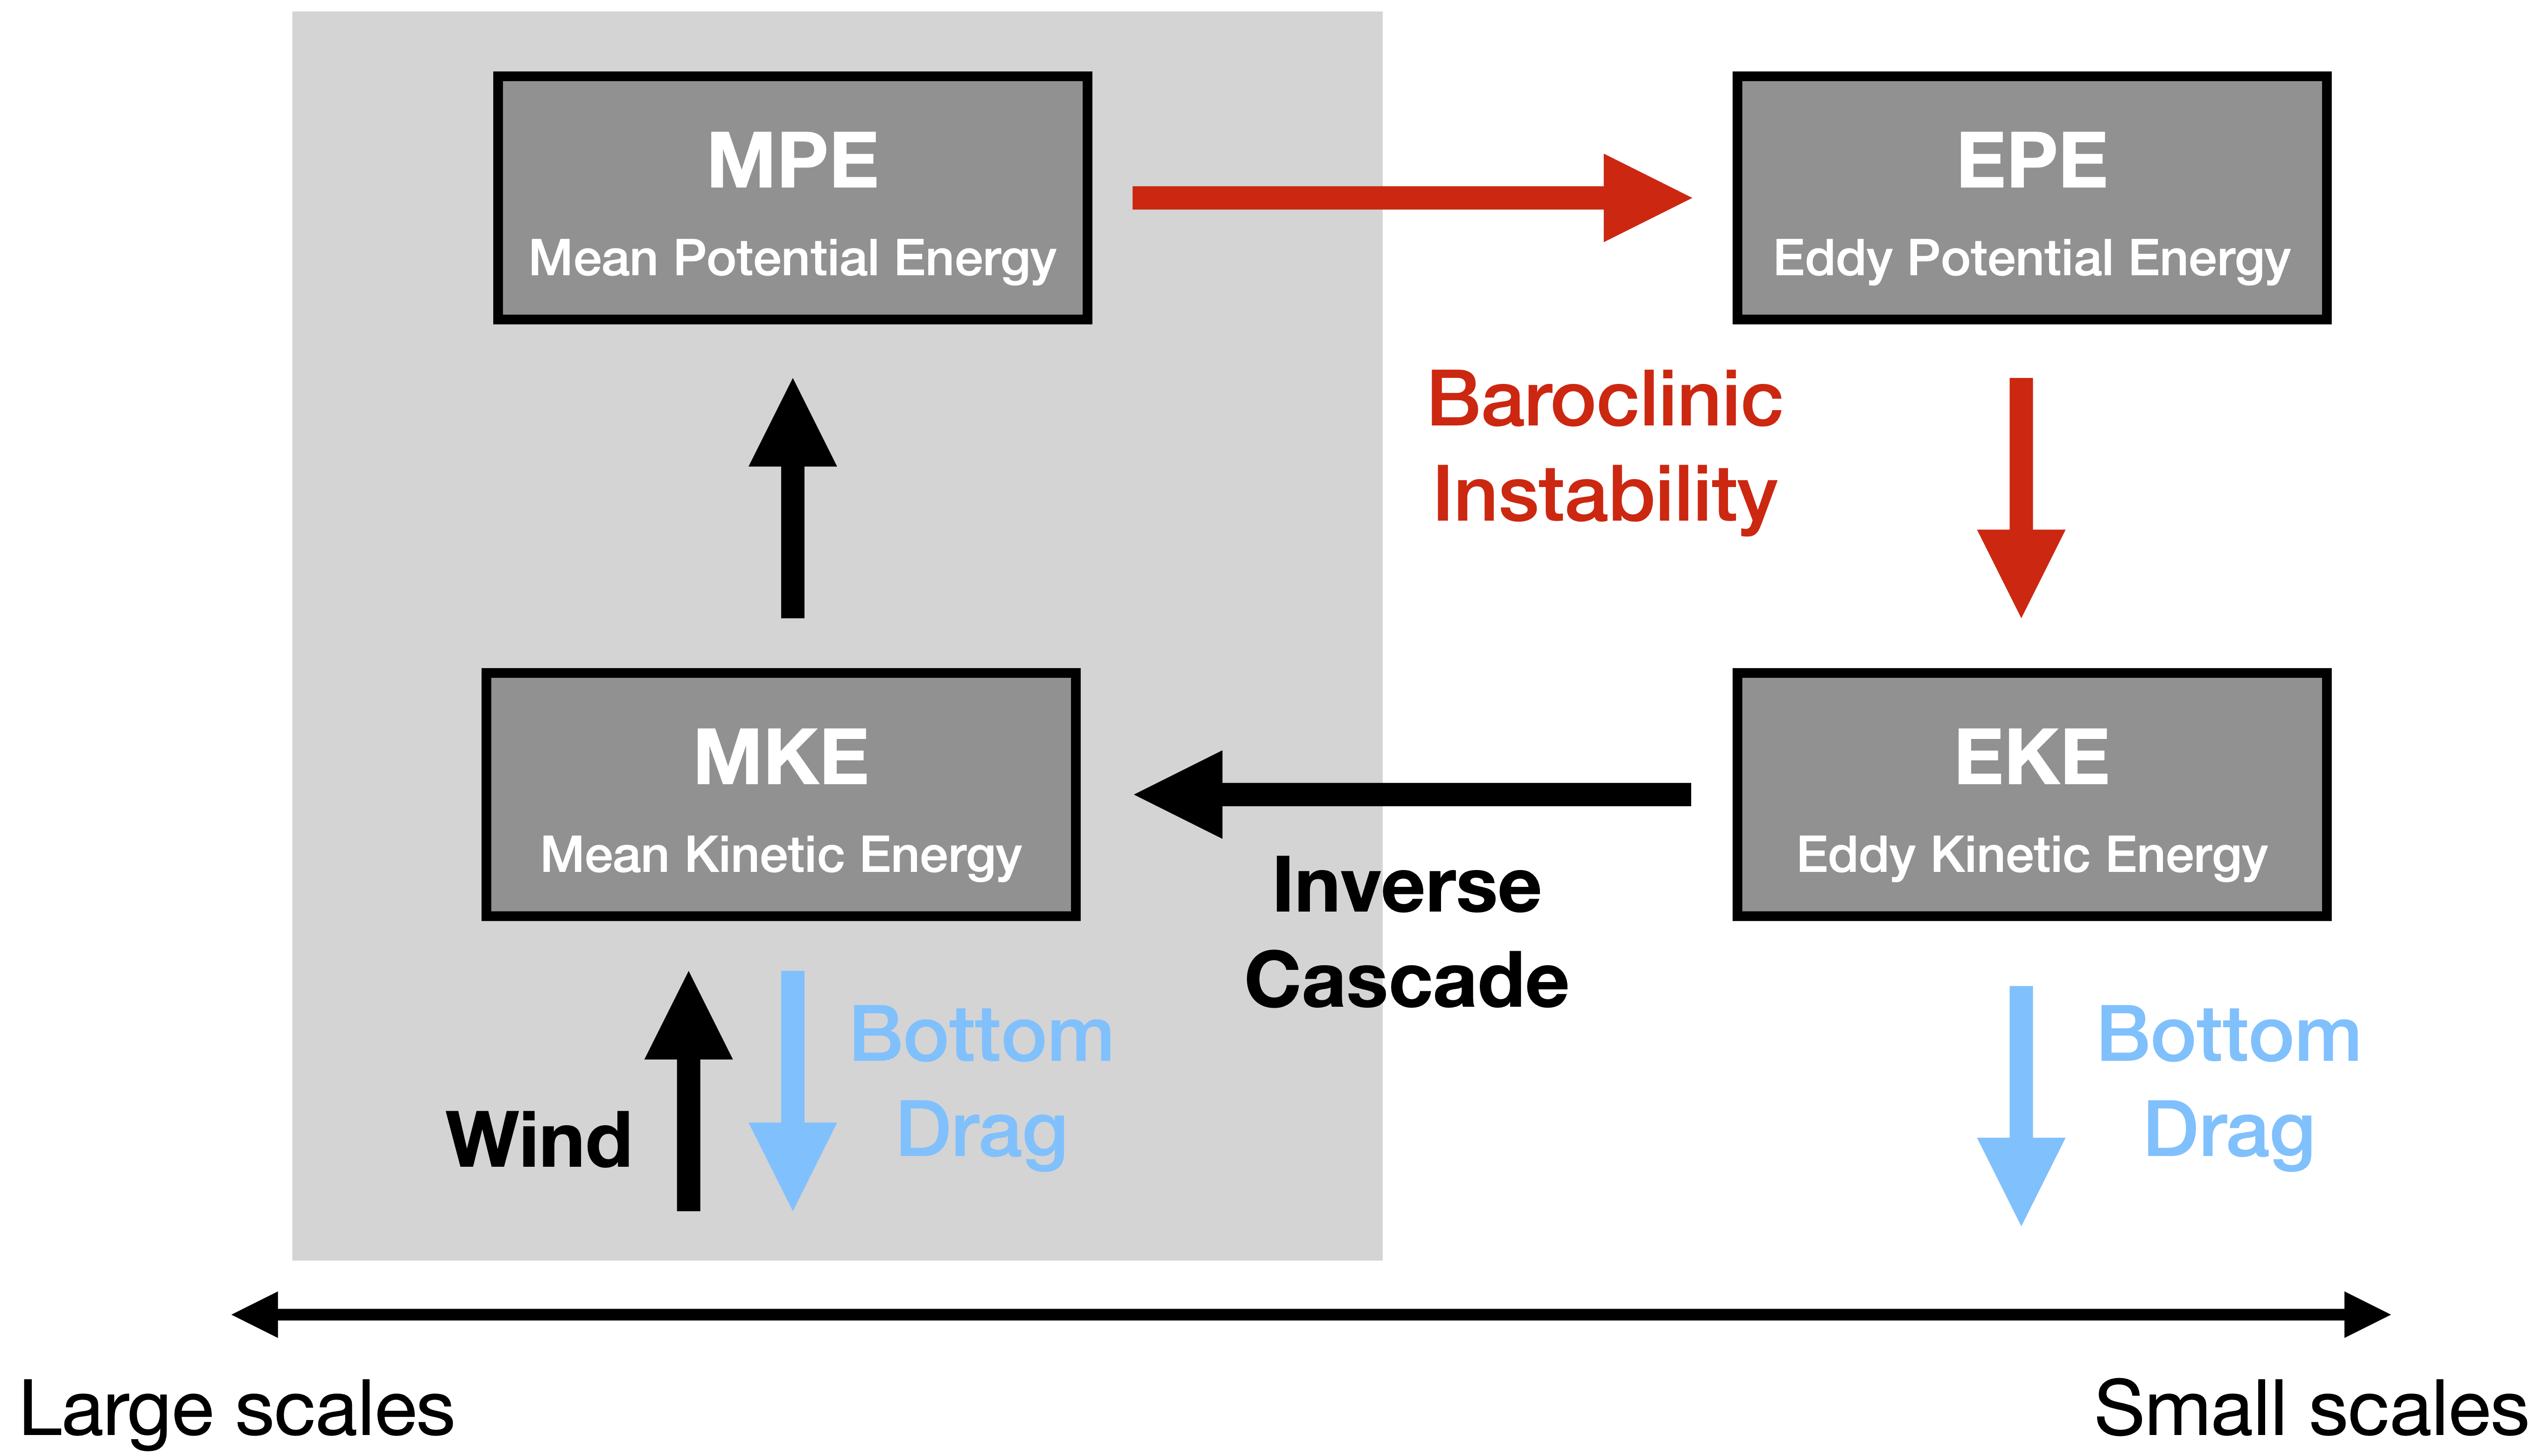 MPE
Mean Potential Energy
EPE
Eddy Potential Energy
Baroclinic
Instability
MKE
Mean Kinetic Energy
EKE
Eddy Kinetic Energy
Inverse
Cascade
Wind
Bottom
Drag
Bottom
Drag
Large scales
Small scales